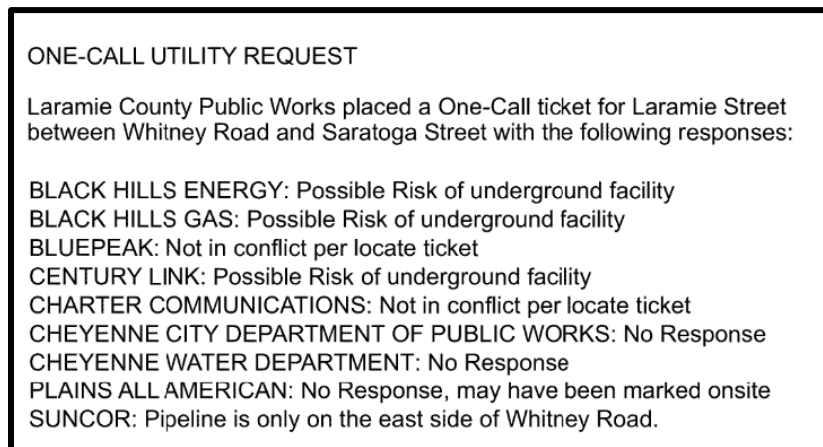 ONE-CALL UTILITY REQUEST
Laramie County Public Works placed a One-Call ticket for Laramie Street
between Whitney Road and Saratoga Street with the following responses:
BLACK HILLS ENERGY: Possible Risk of underground facility
BLACK HILLS GAS: Possible Risk of underground facility
BLUEPEAK: Not in conflict per locate ticket
CENTURY LINK: Possible Risk of underground facility
CHARTER COMMUNICATIONS: Not in conflict per locate ticket
CHEYENNE CITY DEPARTMENT OF PUBLIC WORKS: No Response
CHEYENNE WATER DEPARTMENT: No Response
PLAINS ALL AMERICAN: No Response, may have been marked onsite
SUNCOR: Pipeline is only on the east side of Whitney Road.